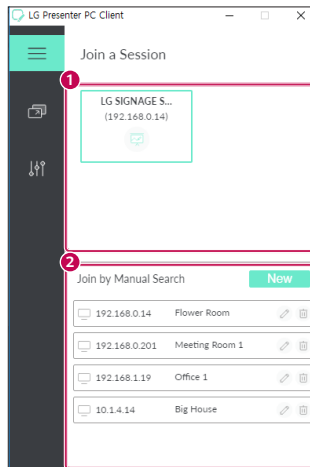 LG Presenter PC Client
Join a Session
1
LG SIGNAGE S...
(192.168.0.14)
2
Join by Manual Search New
192.168.0.14 Flower Room
192.168.0.201 Meeting Room 1
192.168.1.19 Office 1
10.1.4.14 Big House